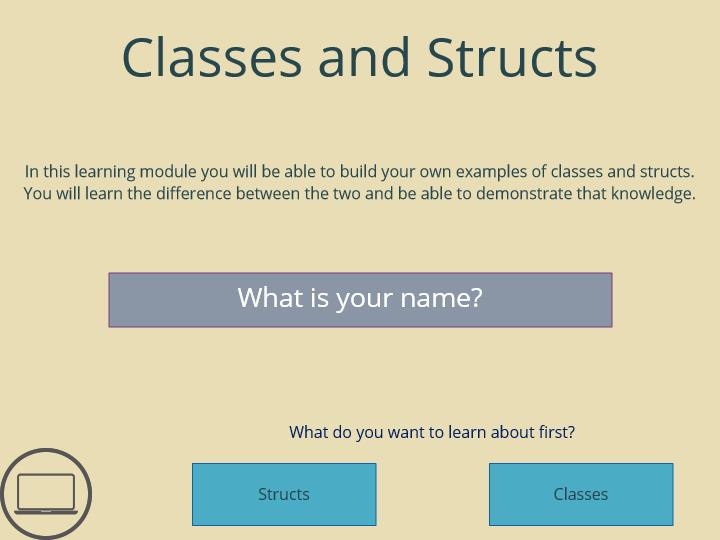 Classes and Structs
In this learning module you will be able to build your own examples of classes and structs.
You will learn the difference between the two and be able to demonstrate that knowledge.
What is your name?
What do you want to learn about first?
Structs
Classes